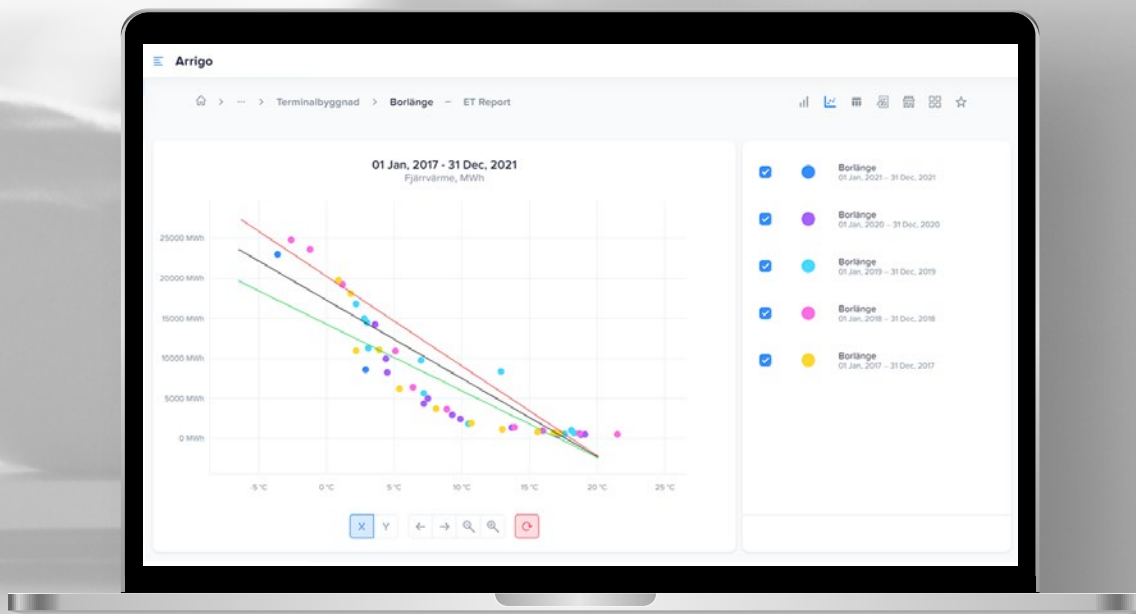 Arrigo
> ... > Terminalbyggnad > Borlänge – ET Report
01 Jan, 2017 - 31 Dec, 2021
Fjärrvärme, MWh
25000 MWh
20000 MWh
15000 MWh
10000 MWh
5000 MWh
0 MWh
-5 °C
0 °C
5 °C
10 °C
15 °C
20 °C
25 °C
X Y
Borlänge
01 Jan, 2021 – 31 Dec, 2021
Borlänge
01 Jan, 2020 – 31 Dec, 2020
Borlänge
01 Jan, 2019 – 31 Dec, 2019
Borlänge
01 Jan, 2018 – 31 Dec, 2018
Borlänge
01 Jan, 2017 – 31 Dec, 2017